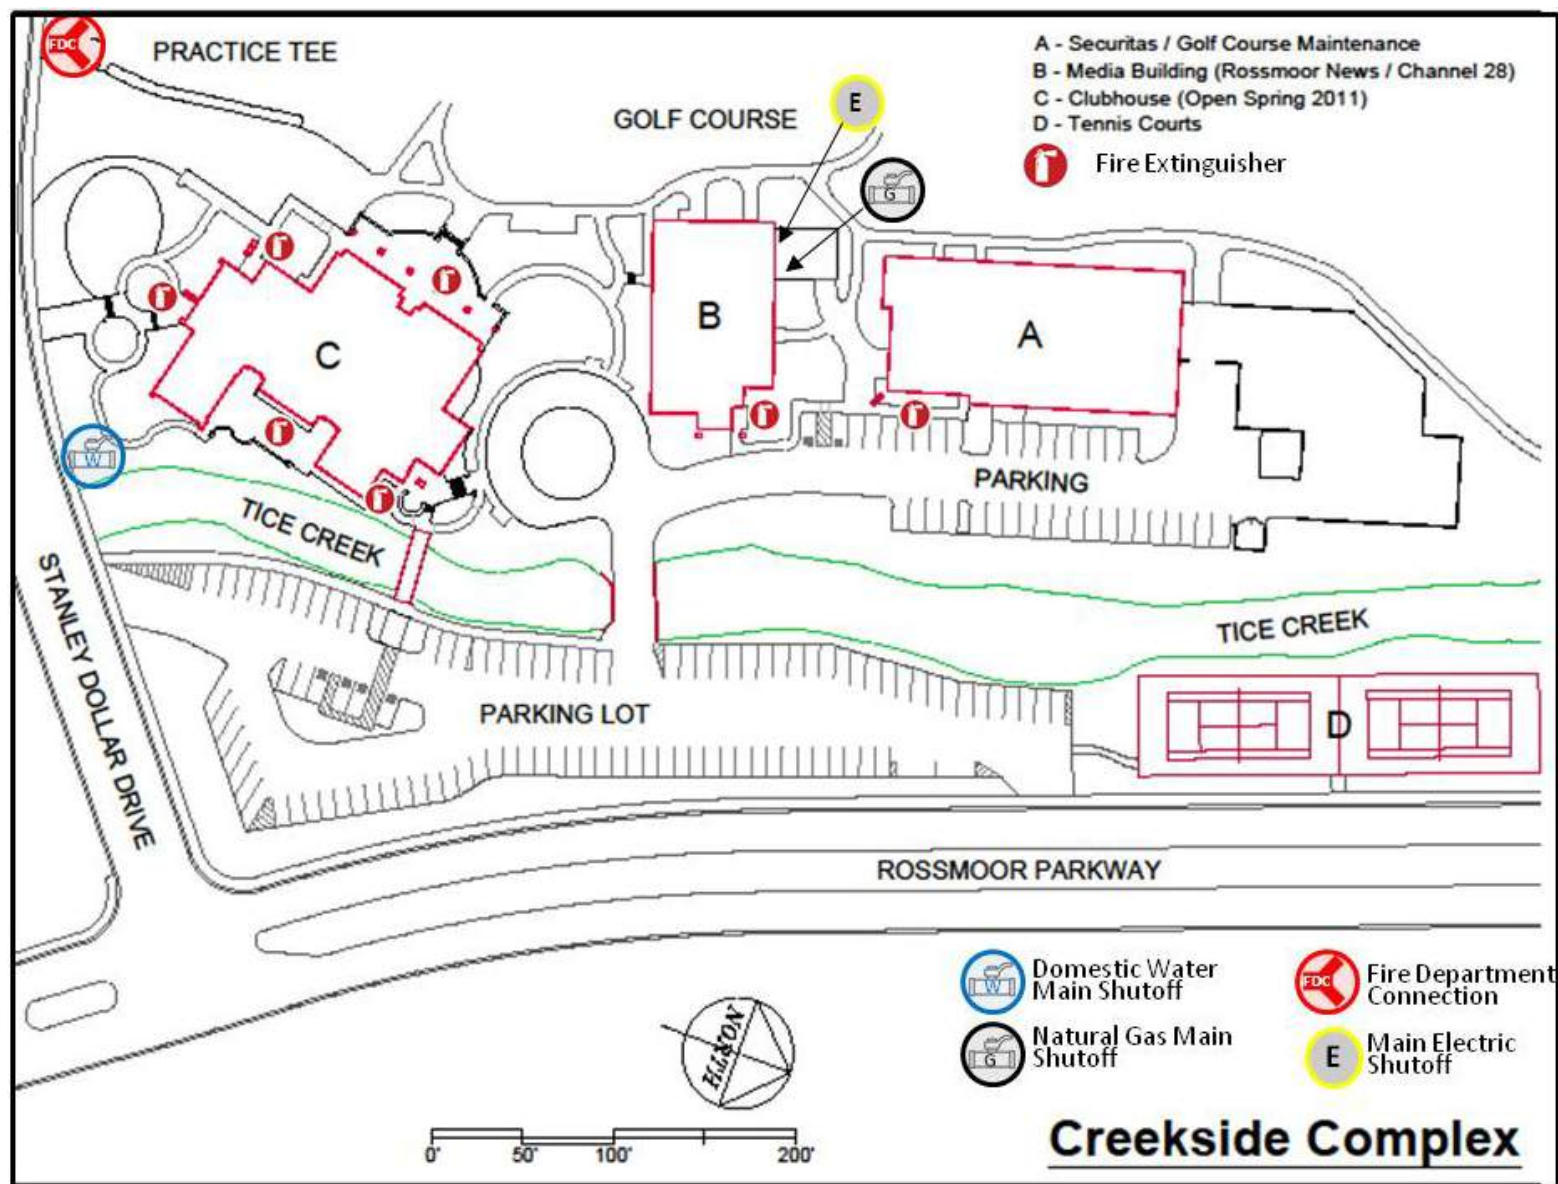 FDC
PRACTICE TEE
GOLF COURSE
E
G
A - Securitas / Golf Course Maintenance
B - Media Building (Rossmoor News / Channel 28)
C - Clubhouse (Open Spring 2011)
D - Tennis Courts
Fire Extinguisher
B
A
C
W
PARKING
TICE CREEK
TICE CREEK
STANLEY DOLLAR DRIVE
PARKING LOT
D
ROSSMOOR PARKWAY
W
Domestic Water
Main Shutoff
FDC
Fire Department
Connection
G
Natural Gas Main
Shutoff
E
Main Electric
Shutoff
NORTH
0'
50'
100'
200'
Creekside Complex